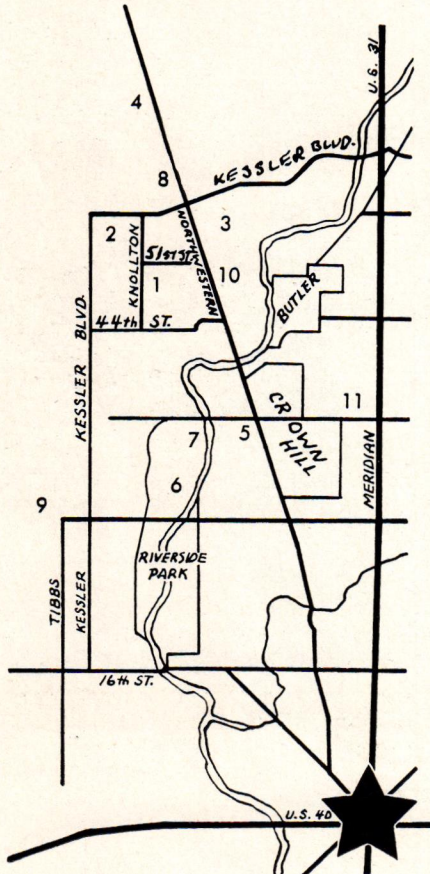 U.S. 31
4
KESSLER BLVD.
8
NORTHWESTERN
3
2
KNOLLTON
51st ST.
1
10
BUTLER
44th ST.
KESSLER BLVD.
CROWN
HILL
11
7
5
MERIDIAN
6
9
RIVERSIDE
PARK
TIBBS
KESSLER
16th ST.
U.S. 40